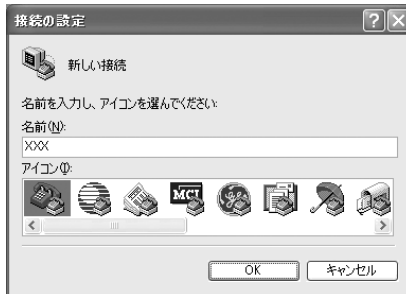 接続の設定
新しい接続
名前を入力し、アイコンを選んでください:
名前(N):
XXX
アイコン(I):
MCI
OK
キャンセル